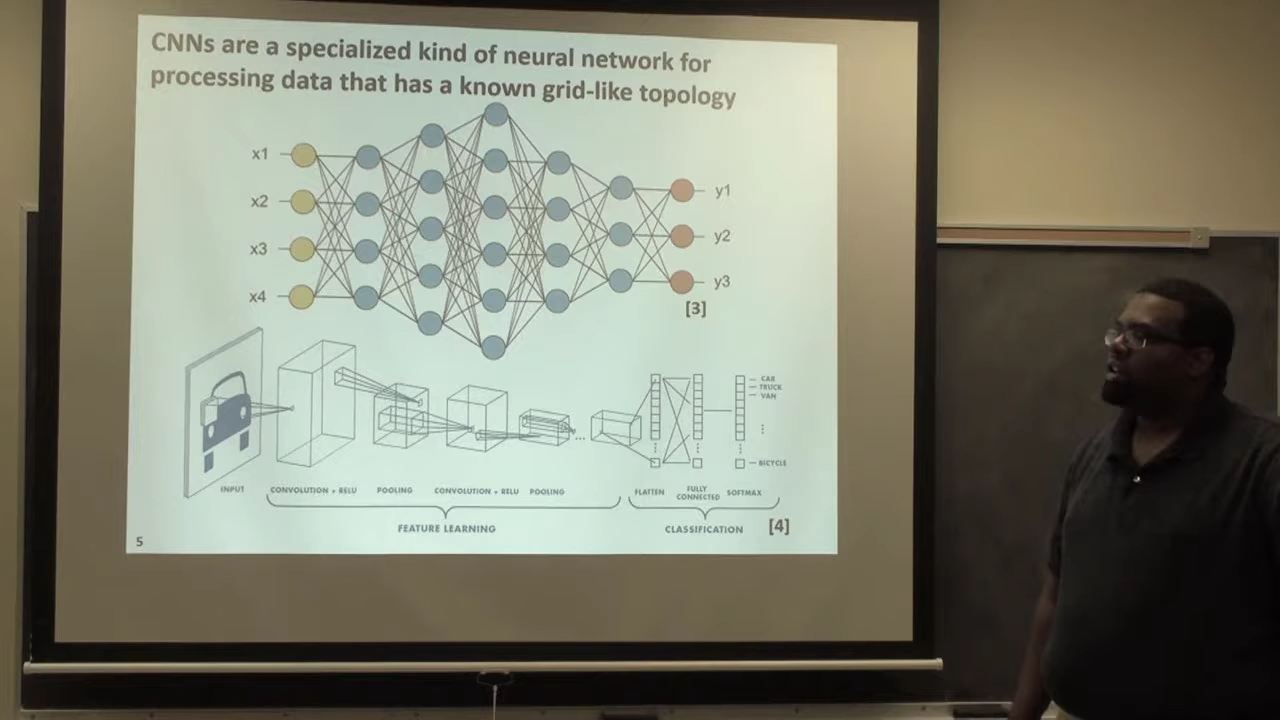 CNNs are a specialized kind of neural network for
processing data that has a known grid-like topology
x1
x2
x3
x4
y1
y2
y3
[3]
CAR
TRUCK
VAN
BICYCLE
INPUT
CONVOLUTION + RELU
POOLING
CONVOLUTION + RELU
POOLING
FLATTEN
FULLY
CONNECTED
SOFTMAX
FEATURE LEARNING
CLASSIFICATION
[4]
5